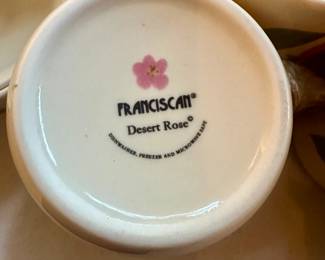 FRANCISCAN®
Desert Rose©
DISHWASHER, FREEZER AND MICROWAVE SAFE